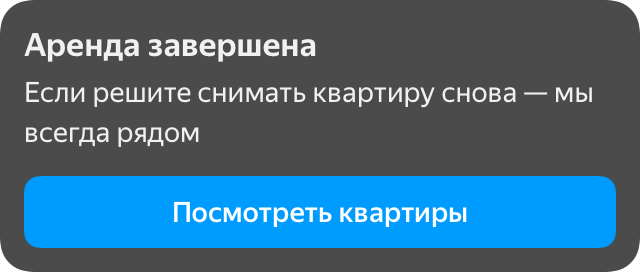 Аренда завершена
Если решите снимать квартиру снова — мы
всегда рядом
Посмотреть квартиры